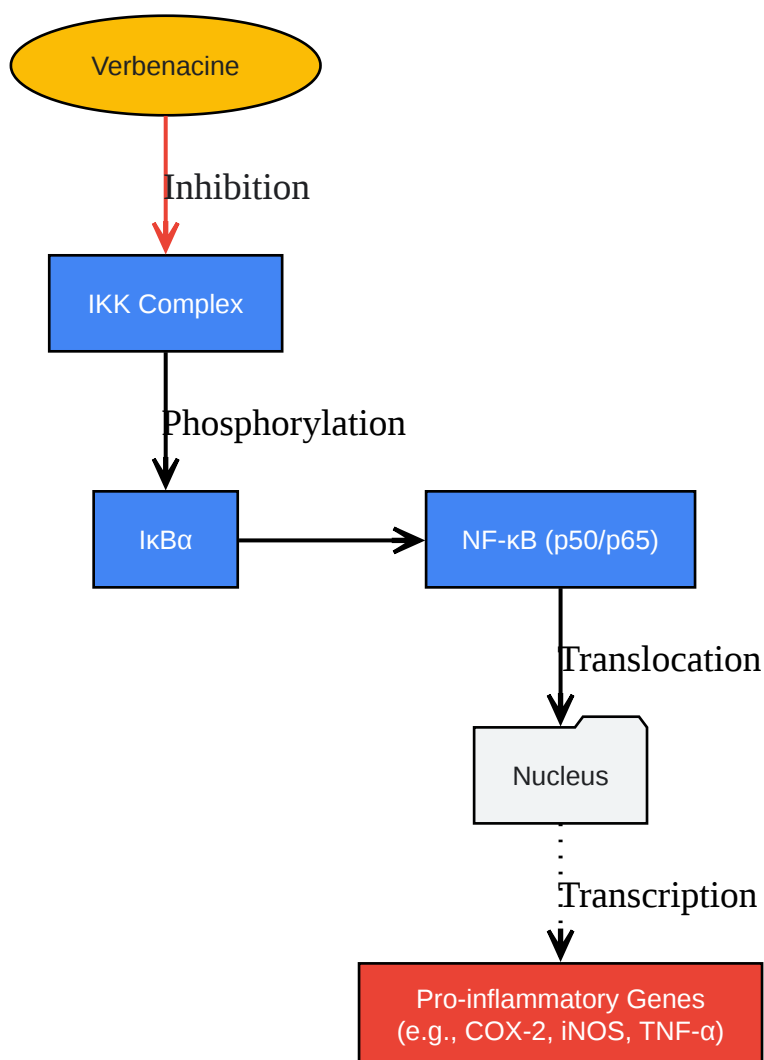 Verbenacine
Inhibition
IKK Complex
Phosphorylation
IκBα
NF-κB (p50/p65)
Translocation
Nucleus
Transcription
Pro-inflammatory Genes
(e.g., COX-2, iNOS, TNF-α)